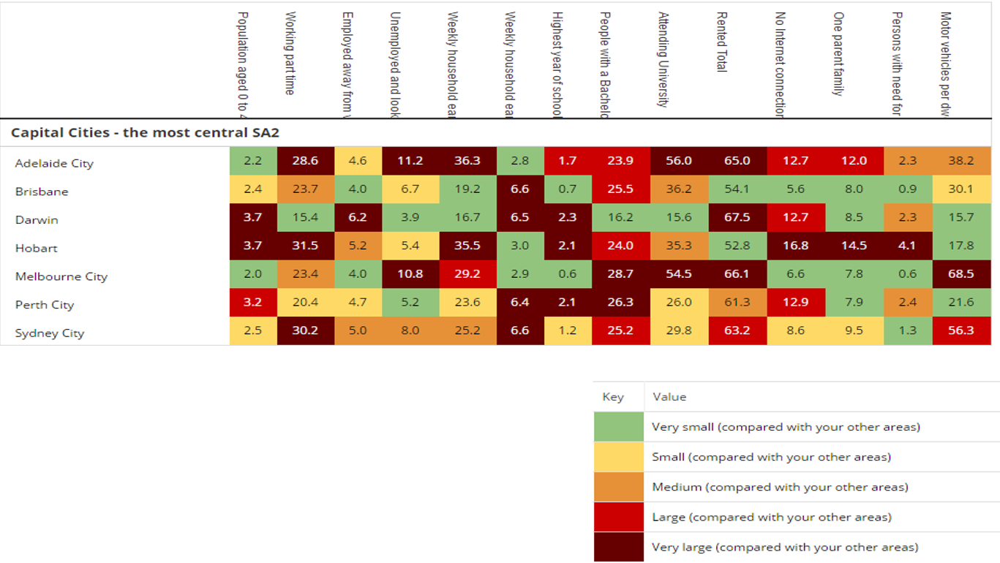 Population aged 0 to 4
Working part time
Employed away from
Unemployed and look
Weekly household ear
Weekly household ear
Highest year of school
People with a Bachelo
Attending University
Rented Total
No Internet connection
One parent family
Persons with need for
Motor vehicles per dw
Capital Cities - the most central SA2
Adelaide City 2.2 28.6 4.6 11.2 36.3 2.8 1.7 23.9 56.0 65.0 12.7 12.0 2.3 38.2
Brisbane 2.4 23.7 4.0 6.7 19.2 6.6 0.7 25.5 36.2 54.1 5.6 8.0 0.9 30.1
Darwin 3.7 15.4 6.2 3.9 16.7 6.5 2.3 16.2 15.6 67.5 12.7 8.5 2.3 15.7
Hobart 3.7 31.5 5.2 5.4 35.5 3.0 2.1 24.0 35.3 52.8 16.8 14.5 4.1 17.8
Melbourne City 2.0 23.4 4.0 10.8 29.2 2.9 0.6 28.7 54.5 66.1 6.6 7.8 0.6 68.5
Perth City 3.2 20.4 4.7 5.2 23.6 6.4 2.1 26.3 26.0 61.3 12.9 7.9 2.4 21.6
Sydney City 2.5 30.2 5.0 8.0 25.2 6.6 1.2 25.2 29.8 63.2 8.6 9.5 1.3 56.3
Key Value
Very small (compared with your other areas)
Small (compared with your other areas)
Medium (compared with your other areas)
Large (compared with your other areas)
Very large (compared with your other areas)